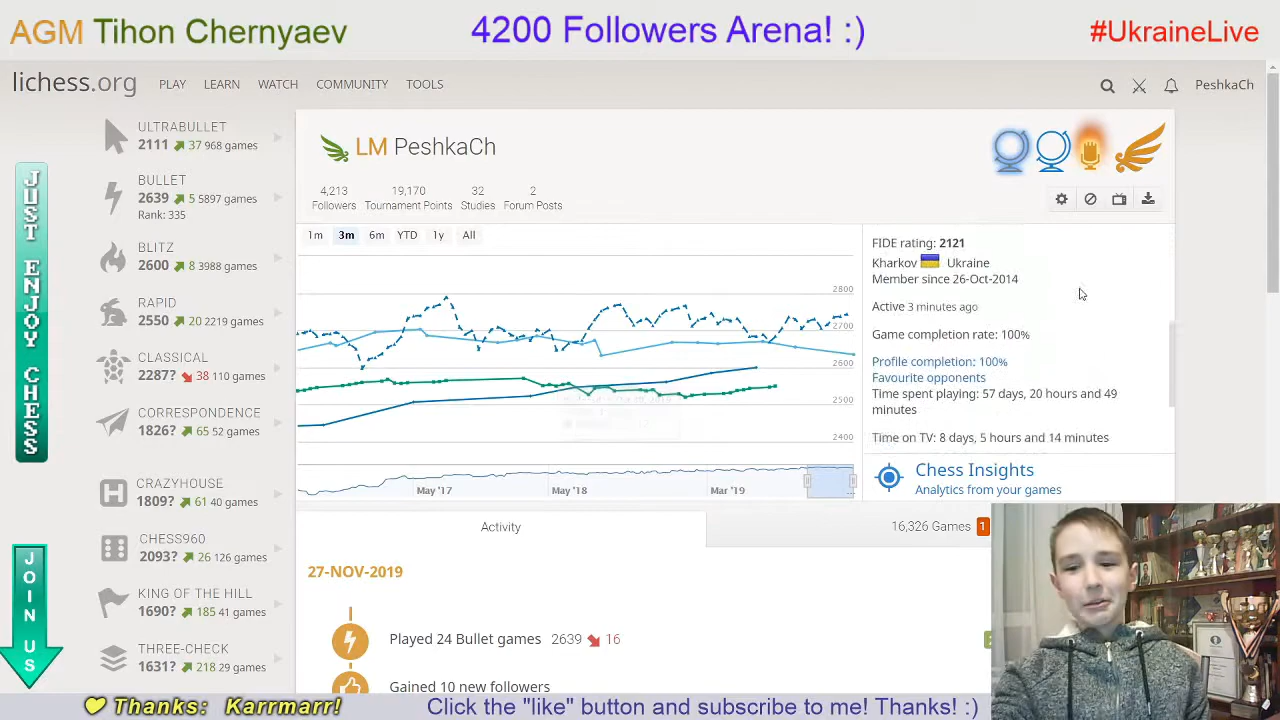 AGM Tihon Chernyaev
4200 Followers Arena! :)
#UkraineLive
lichess.org
PLAY
LEARN
WATCH
COMMUNITY
TOOLS
PeshkaCh
JUST ENJOY CHESS
JOIN US
ULTRABULLET
2111 37 968 games
BULLET
2639 5 5897 games
Rank: 335
BLITZ
2600 8 3988 games
RAPID
2550 20 2219 games
CLASSICAL
2287? 38 110 games
CORRESPONDENCE
1826? 65 52 games
CRAZYHOUSE
1809? 61 40 games
CHESS960
2093? 26 126 games
KING OF THE HILL
1690? 185 41 games
THREE-CHECK
1631? 218 29 games
LM PeshkaCh
4,213
Followers
19,170
Tournament Points
32
Studies
2
Forum Posts
1m 3m 6m YTD 1y All
2800
2700
2600
2500
2400
May '17
May '18
Mar '19
FIDE rating: 2121
Kharkov Ukraine
Member since 26-Oct-2014
Active 3 minutes ago
Game completion rate: 100%
Profile completion: 100%
Favourite opponents
Time spent playing: 57 days, 20 hours and 49
minutes
Time on TV: 8 days, 5 hours and 14 minutes
Chess Insights
Analytics from your games
Activity
16,326 Games 1
27-NOV-2019
Played 24 Bullet games 2639 16
Gained 10 new followers
Thanks: Karrmarr!
Click the "like" button and subscribe to me! Thanks! :)